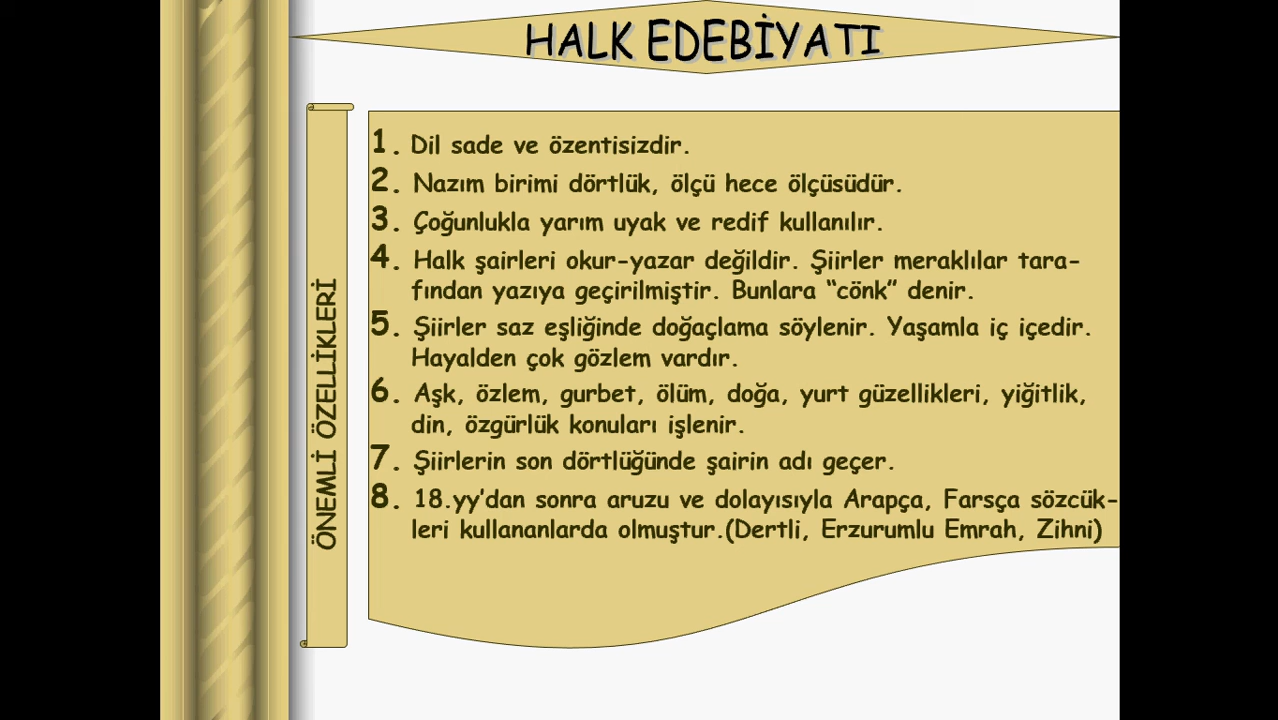 HALK EDEBİYATI
ÖNEMLİ ÖZELLİKLERİ
1. Dil sade ve özentisizdir.
2. Nazım birimi dörtlük, ölçü hece ölçüsüdür.
3. Çoğunlukla yarım uyak ve redif kullanılır.
4. Halk şairleri okur-yazar değildir. Şiirler meraklılar tara-
fından yazıya geçirilmiştir. Bunlara “cönk” denir.
5. Şiirler saz eşliğinde doğaçlama söylenir. Yaşamla iç içedir.
Hayalden çok gözlem vardır.
6. Aşk, özlem, gurbet, ölüm, doğa, yurt güzellikleri, yiğitlik,
din, özgürlük konuları işlenir.
7. Şiirlerin son dörtlüğünde şairin adı geçer.
8. 18.yy’dan sonra aruzu ve dolayısıyla Arapça, Farsça sözcük-
leri kullananlarda olmuştur.(Dertli, Erzurumlu Emrah, Zihni)